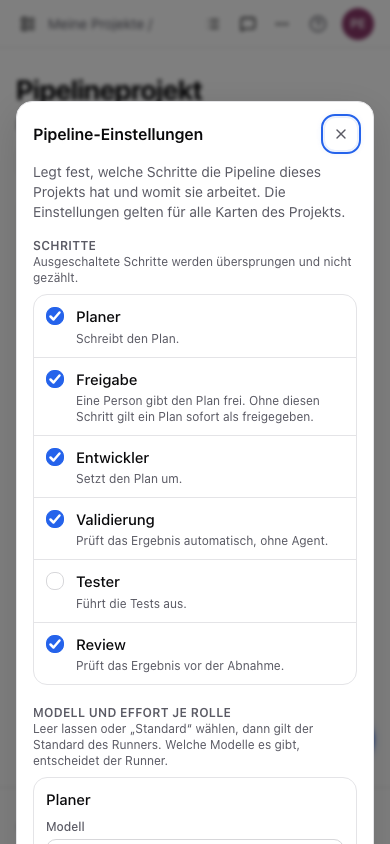 Meine Projekte /
PE
Pipelineprojekt
Pipeline-Einstellungen
Legt fest, welche Schritte die Pipeline dieses
Projekts hat und womit sie arbeitet. Die
Einstellungen gelten für alle Karten des Projekts.
SCHRITTE
Ausgeschaltete Schritte werden übersprungen und nicht
gezählt.
Planer
Schreibt den Plan.
Freigabe
Eine Person gibt den Plan frei. Ohne diesen
Schritt gilt ein Plan sofort als freigegeben.
Entwickler
Setzt den Plan um.
Validierung
Prüft das Ergebnis automatisch, ohne Agent.
Tester
Führt die Tests aus.
Review
Prüft das Ergebnis vor der Abnahme.
MODELL UND EFFORT JE ROLLE
Leer lassen oder „Standard" wählen, dann gilt der
Standard des Runners. Welche Modelle es gibt,
entscheidet der Runner.
Planer
Modell